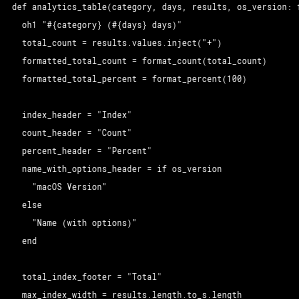 def analytics_table(category, days, results, os_version:
oh1 "#{category} (#{days} days)"
total_count = results.values.inject("+")
formatted_total_count = format_count(total_count)
formatted_total_percent = format_percent(100)
index_header = "Index"
count_header = "Count"
percent_header = "Percent"
name_with_options_header = if os_version
"macOS Version"
else
"Name (with options)"
end
total_index_footer = "Total"
max_index_width = results.length.to_s.length